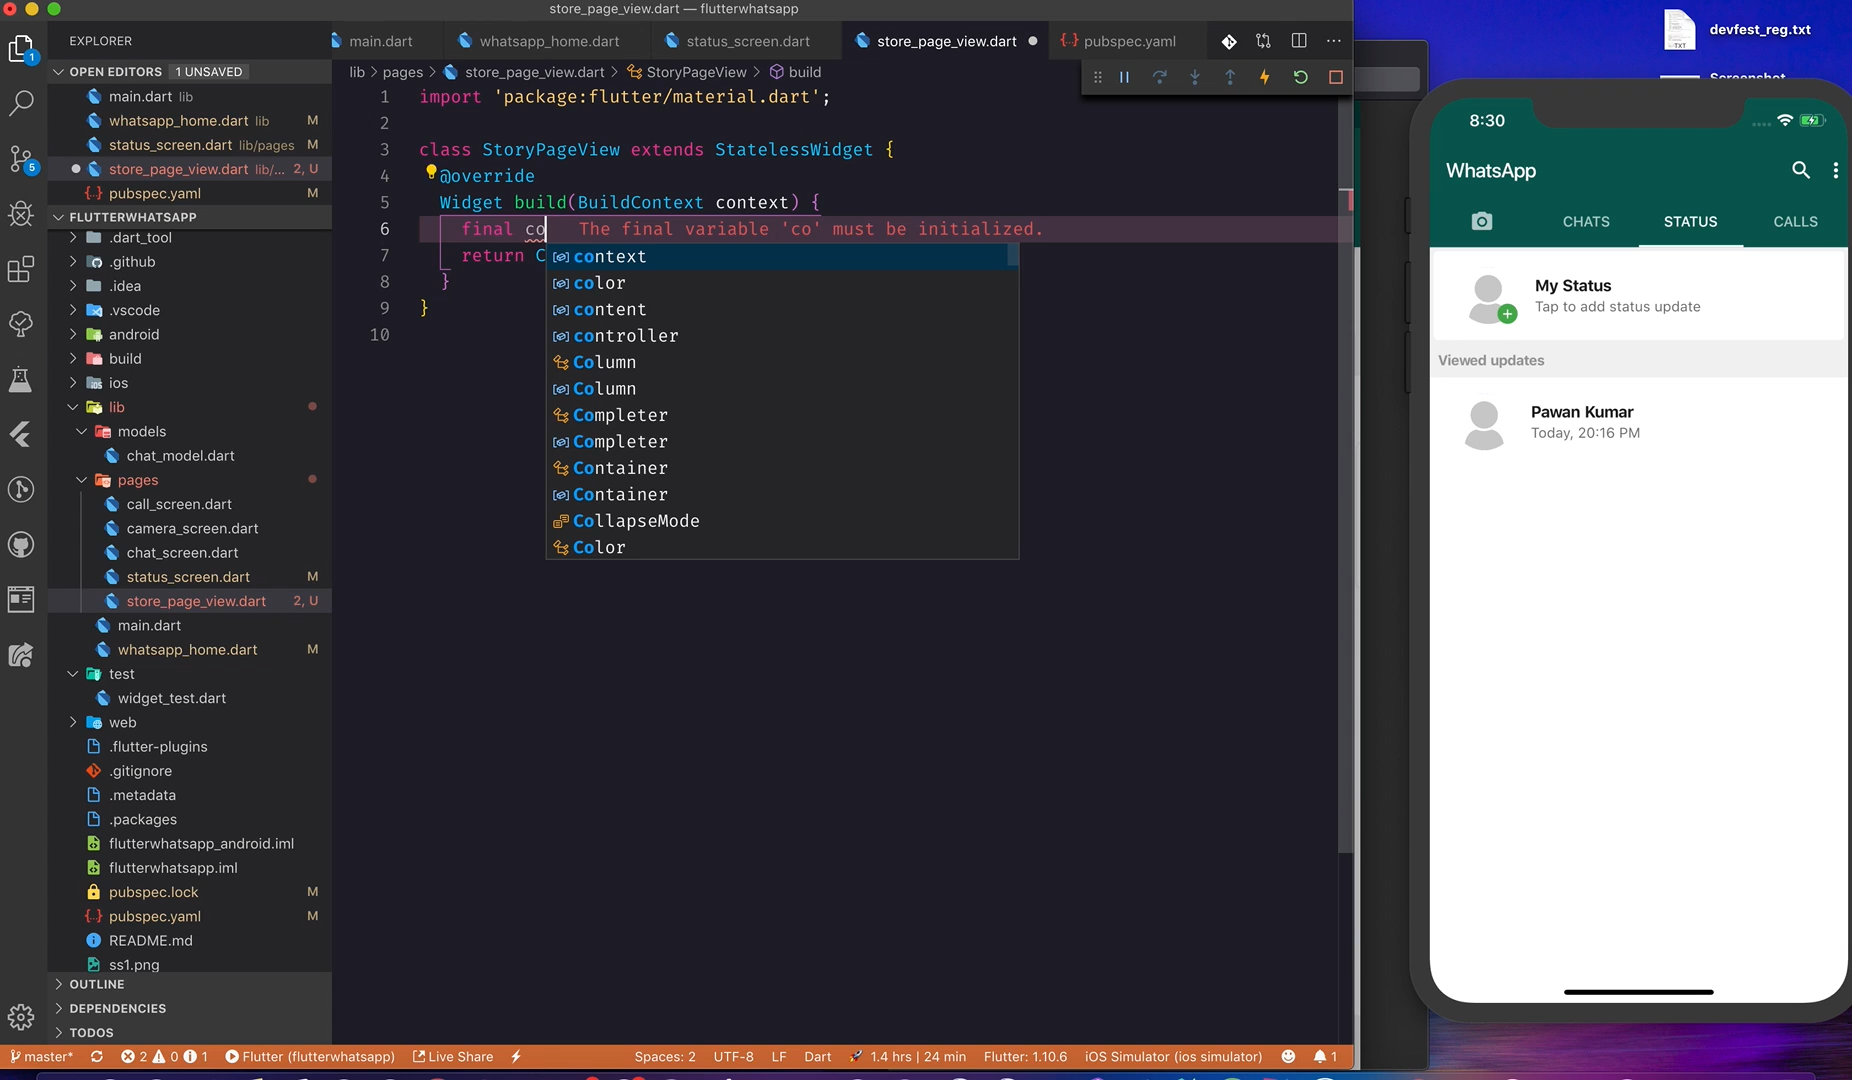 store_page_view.dart — flutterwhatsapp
devfest_reg.txt
TXT
Screenshot
EXPLORER
main.dart
whatsapp_home.dart
status_screen.dart
store_page_view.dart
pubspec.yaml
OPEN EDITORS 1 UNSAVED
main.dart lib
whatsapp_home.dart lib M
status_screen.dart lib/pages M
store_page_view.dart lib/... 2, U
pubspec.yaml M
FLUTTERWHATSAPP
.dart_tool
.github
.idea
.vscode
android
build
ios
lib
models
chat_model.dart
pages
call_screen.dart
camera_screen.dart
chat_screen.dart
status_screen.dart M
store_page_view.dart 2, U
main.dart
whatsapp_home.dart M
test
widget_test.dart
web
.flutter-plugins
.gitignore
.metadata
.packages
flutterwhatsapp_android.iml
flutterwhatsapp.iml
pubspec.lock M
pubspec.yaml M
README.md
ss1.png
OUTLINE
DEPENDENCIES
TODOS
1
5
lib > pages > store_page_view.dart > StoryPageView > build
1 import 'package:flutter/material.dart';
2
3 class StoryPageView extends StatelessWidget {
4 @override
5 Widget build(BuildContext context) {
6 final co The final variable 'co' must be initialized.
7 return C
8 }
9 }
10
context
color
content
controller
Column
Column
Completer
Completer
Container
Container
CollapseMode
Color
8:30
WhatsApp
CHATS STATUS CALLS
My Status
Tap to add status update
Viewed updates
Pawan Kumar
Today, 20:16 PM
master* 2 0 1 Flutter (flutterwhatsapp) Live Share Spaces: 2 UTF-8 LF Dart 1.4 hrs | 24 min Flutter: 1.10.6 iOS Simulator (ios simulator) 1